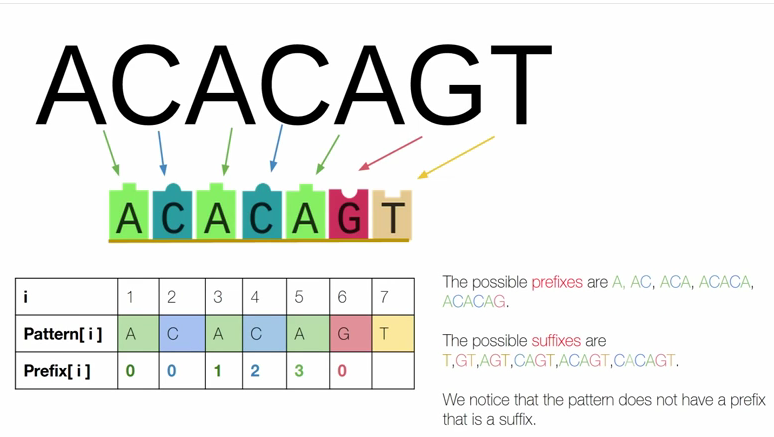 ACACAGT
A C A C A G T
i 1 2 3 4 5 6 7
Pattern[ i ] A C A C A G T
Prefix[ i ] 0 0 1 2 3 0
The possible prefixes are A, AC, ACA, ACACA,
ACACAG.
The possible suffixes are
T,GT,AGT,CAGT,ACAGT,CACAGT.
We notice that the pattern does not have a prefix
that is a suffix.